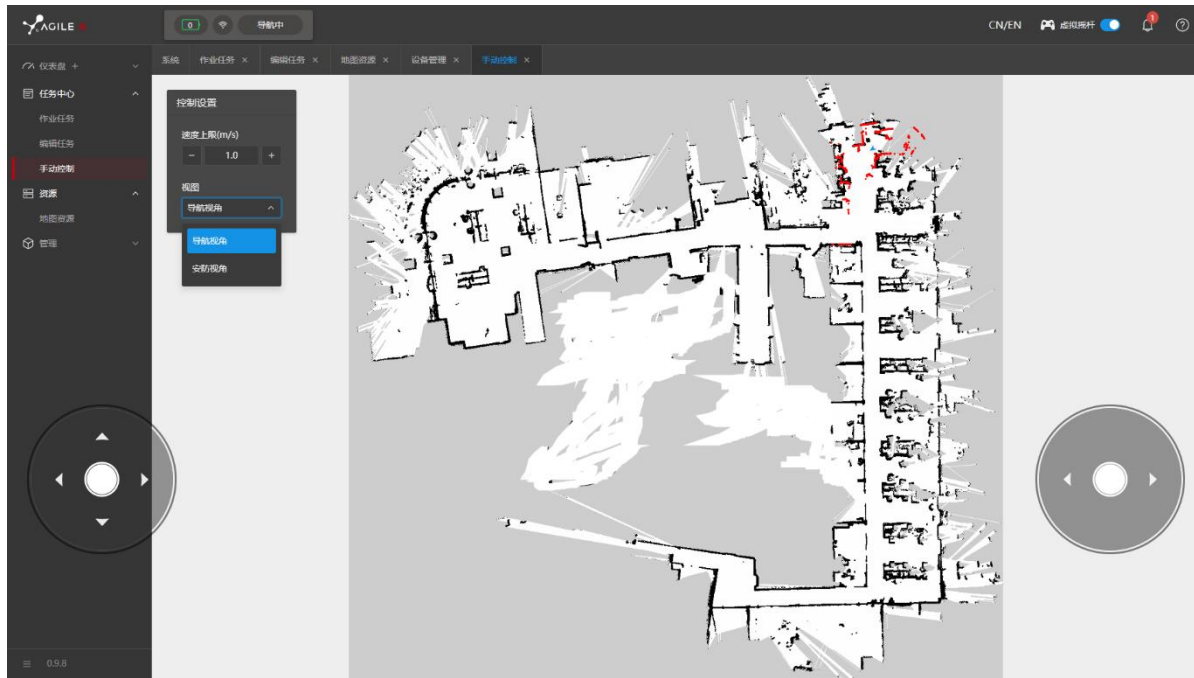 AGILE
0
导航中
CN/EN
虚拟摇杆
1
仪表盘 +
系统
作业任务 ×
编辑任务 ×
地图资源 ×
设备管理 ×
手动控制 ×
任务中心
作业任务
编辑任务
手动控制
资源
地图资源
管理
控制设置
速度上限(m/s)
- 1.0 +
视图
导航视角
导航视角
安防视角
0.9.8